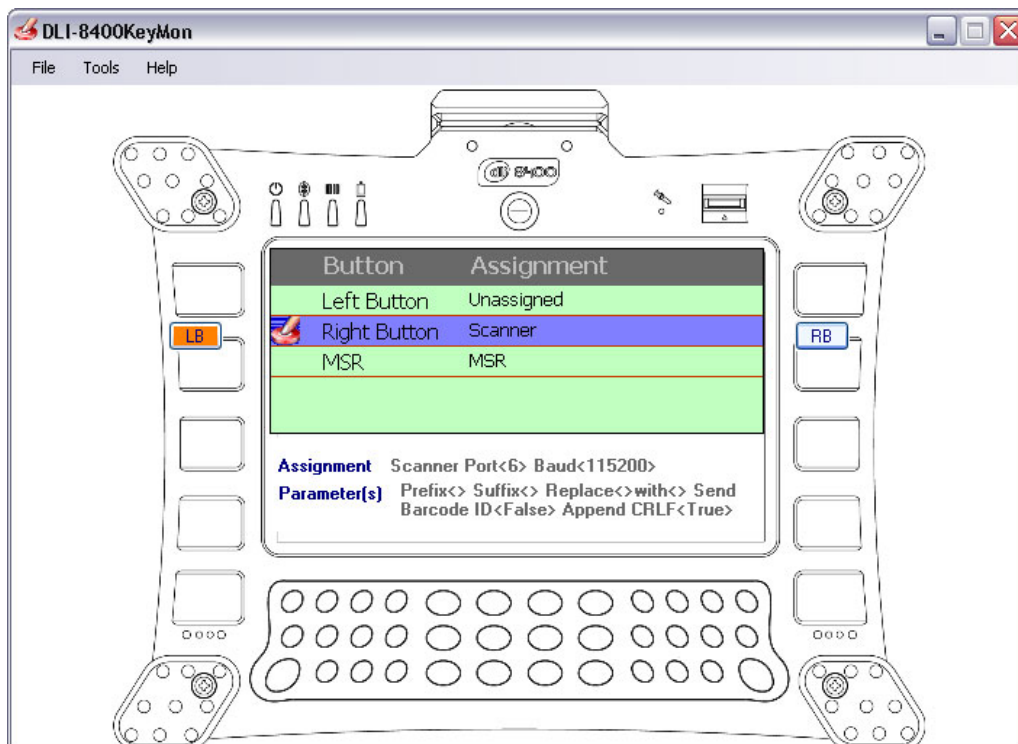 DLI-8400KeyMon
File Tools Help
dli 8400
Button Assignment
Left Button Unassigned
LB Right Button Scanner RB
MSR MSR
Assignment Scanner Port<6> Baud<115200>
Parameter(s) Prefix<> Suffix<> Replace<>with<> Send
Barcode ID<False> Append CRLF<True>